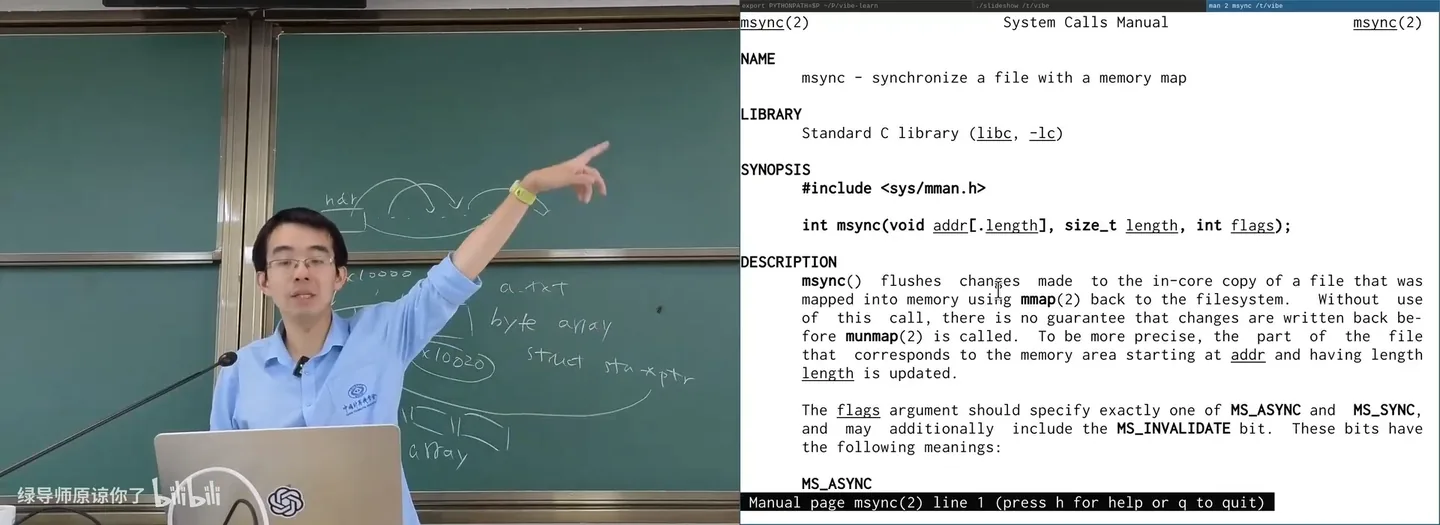 hdr
x10000
a.txt
byte array
x10020
struct sta *ptr
array
绿导师原谅你了 bilibili
export PYTHONPATH=$P ~/P/vibe-learn
./slideshow /t/vibe
man 2 msync /t/vibe
msync(2) System Calls Manual msync(2)
NAME
msync - synchronize a file with a memory map
LIBRARY
Standard C library (libc, -lc)
SYNOPSIS
#include <sys/mman.h>
int msync(void addr[.length], size_t length, int flags);
DESCRIPTION
msync() flushes changes made to the in-core copy of a file that was
mapped into memory using mmap(2) back to the filesystem. Without use
of this call, there is no guarantee that changes are written back be-
fore munmap(2) is called. To be more precise, the part of the file
that corresponds to the memory area starting at addr and having length
length is updated.
The flags argument should specify exactly one of MS_ASYNC and MS_SYNC,
and may additionally include the MS_INVALIDATE bit. These bits have
the following meanings:
MS_ASYNC
Manual page msync(2) line 1 (press h for help or q to quit)